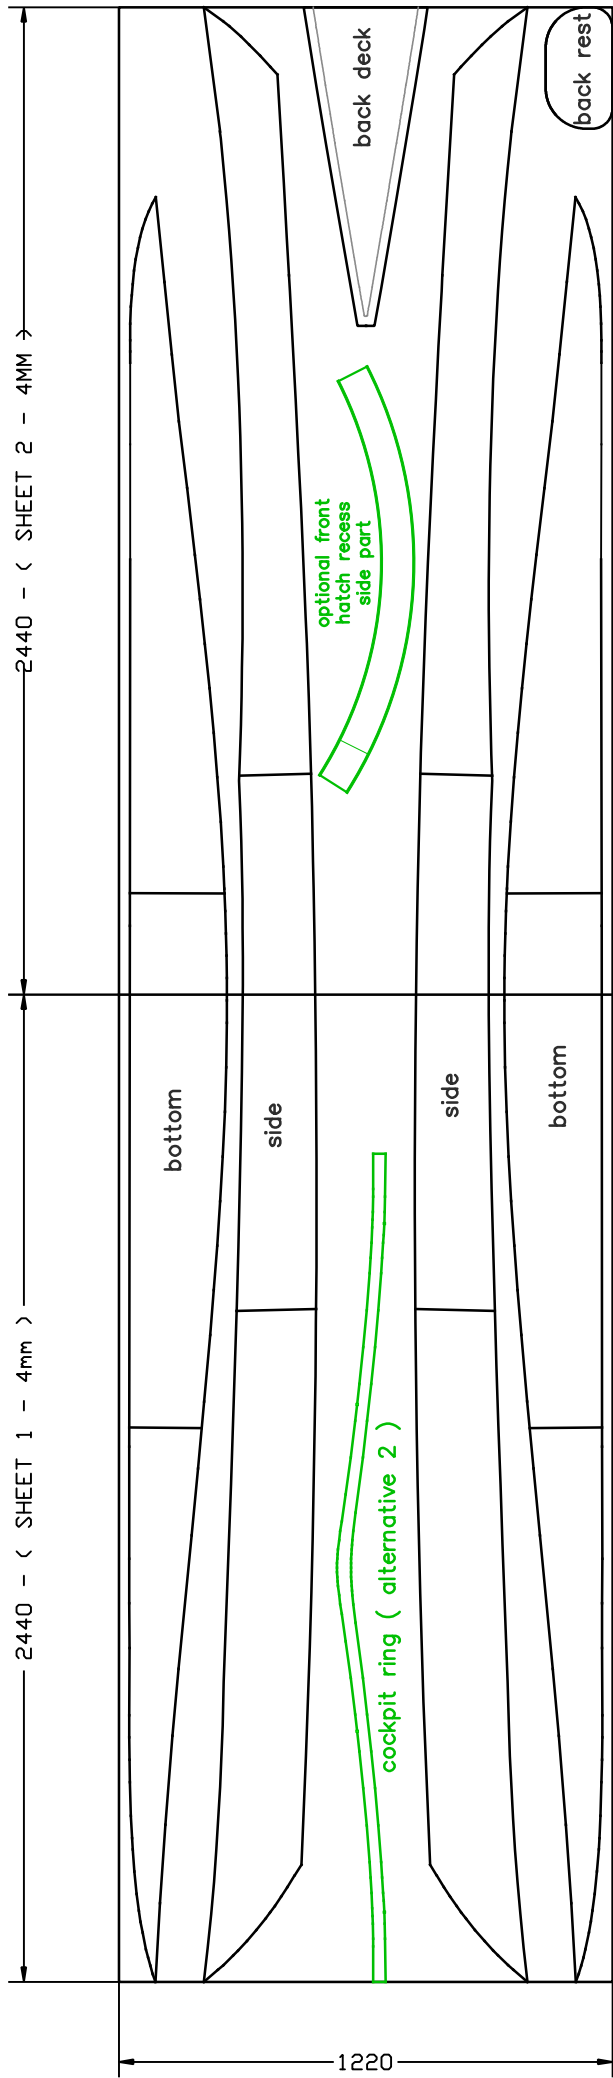 back rest
back deck
2440 - ( SHEET 2 - 4MM )
optional front
hatch recess
side part
bottom
side
side
bottom
2440 - ( SHEET 1 - 4mm )
cockpit ring ( alternative 2 )
1220